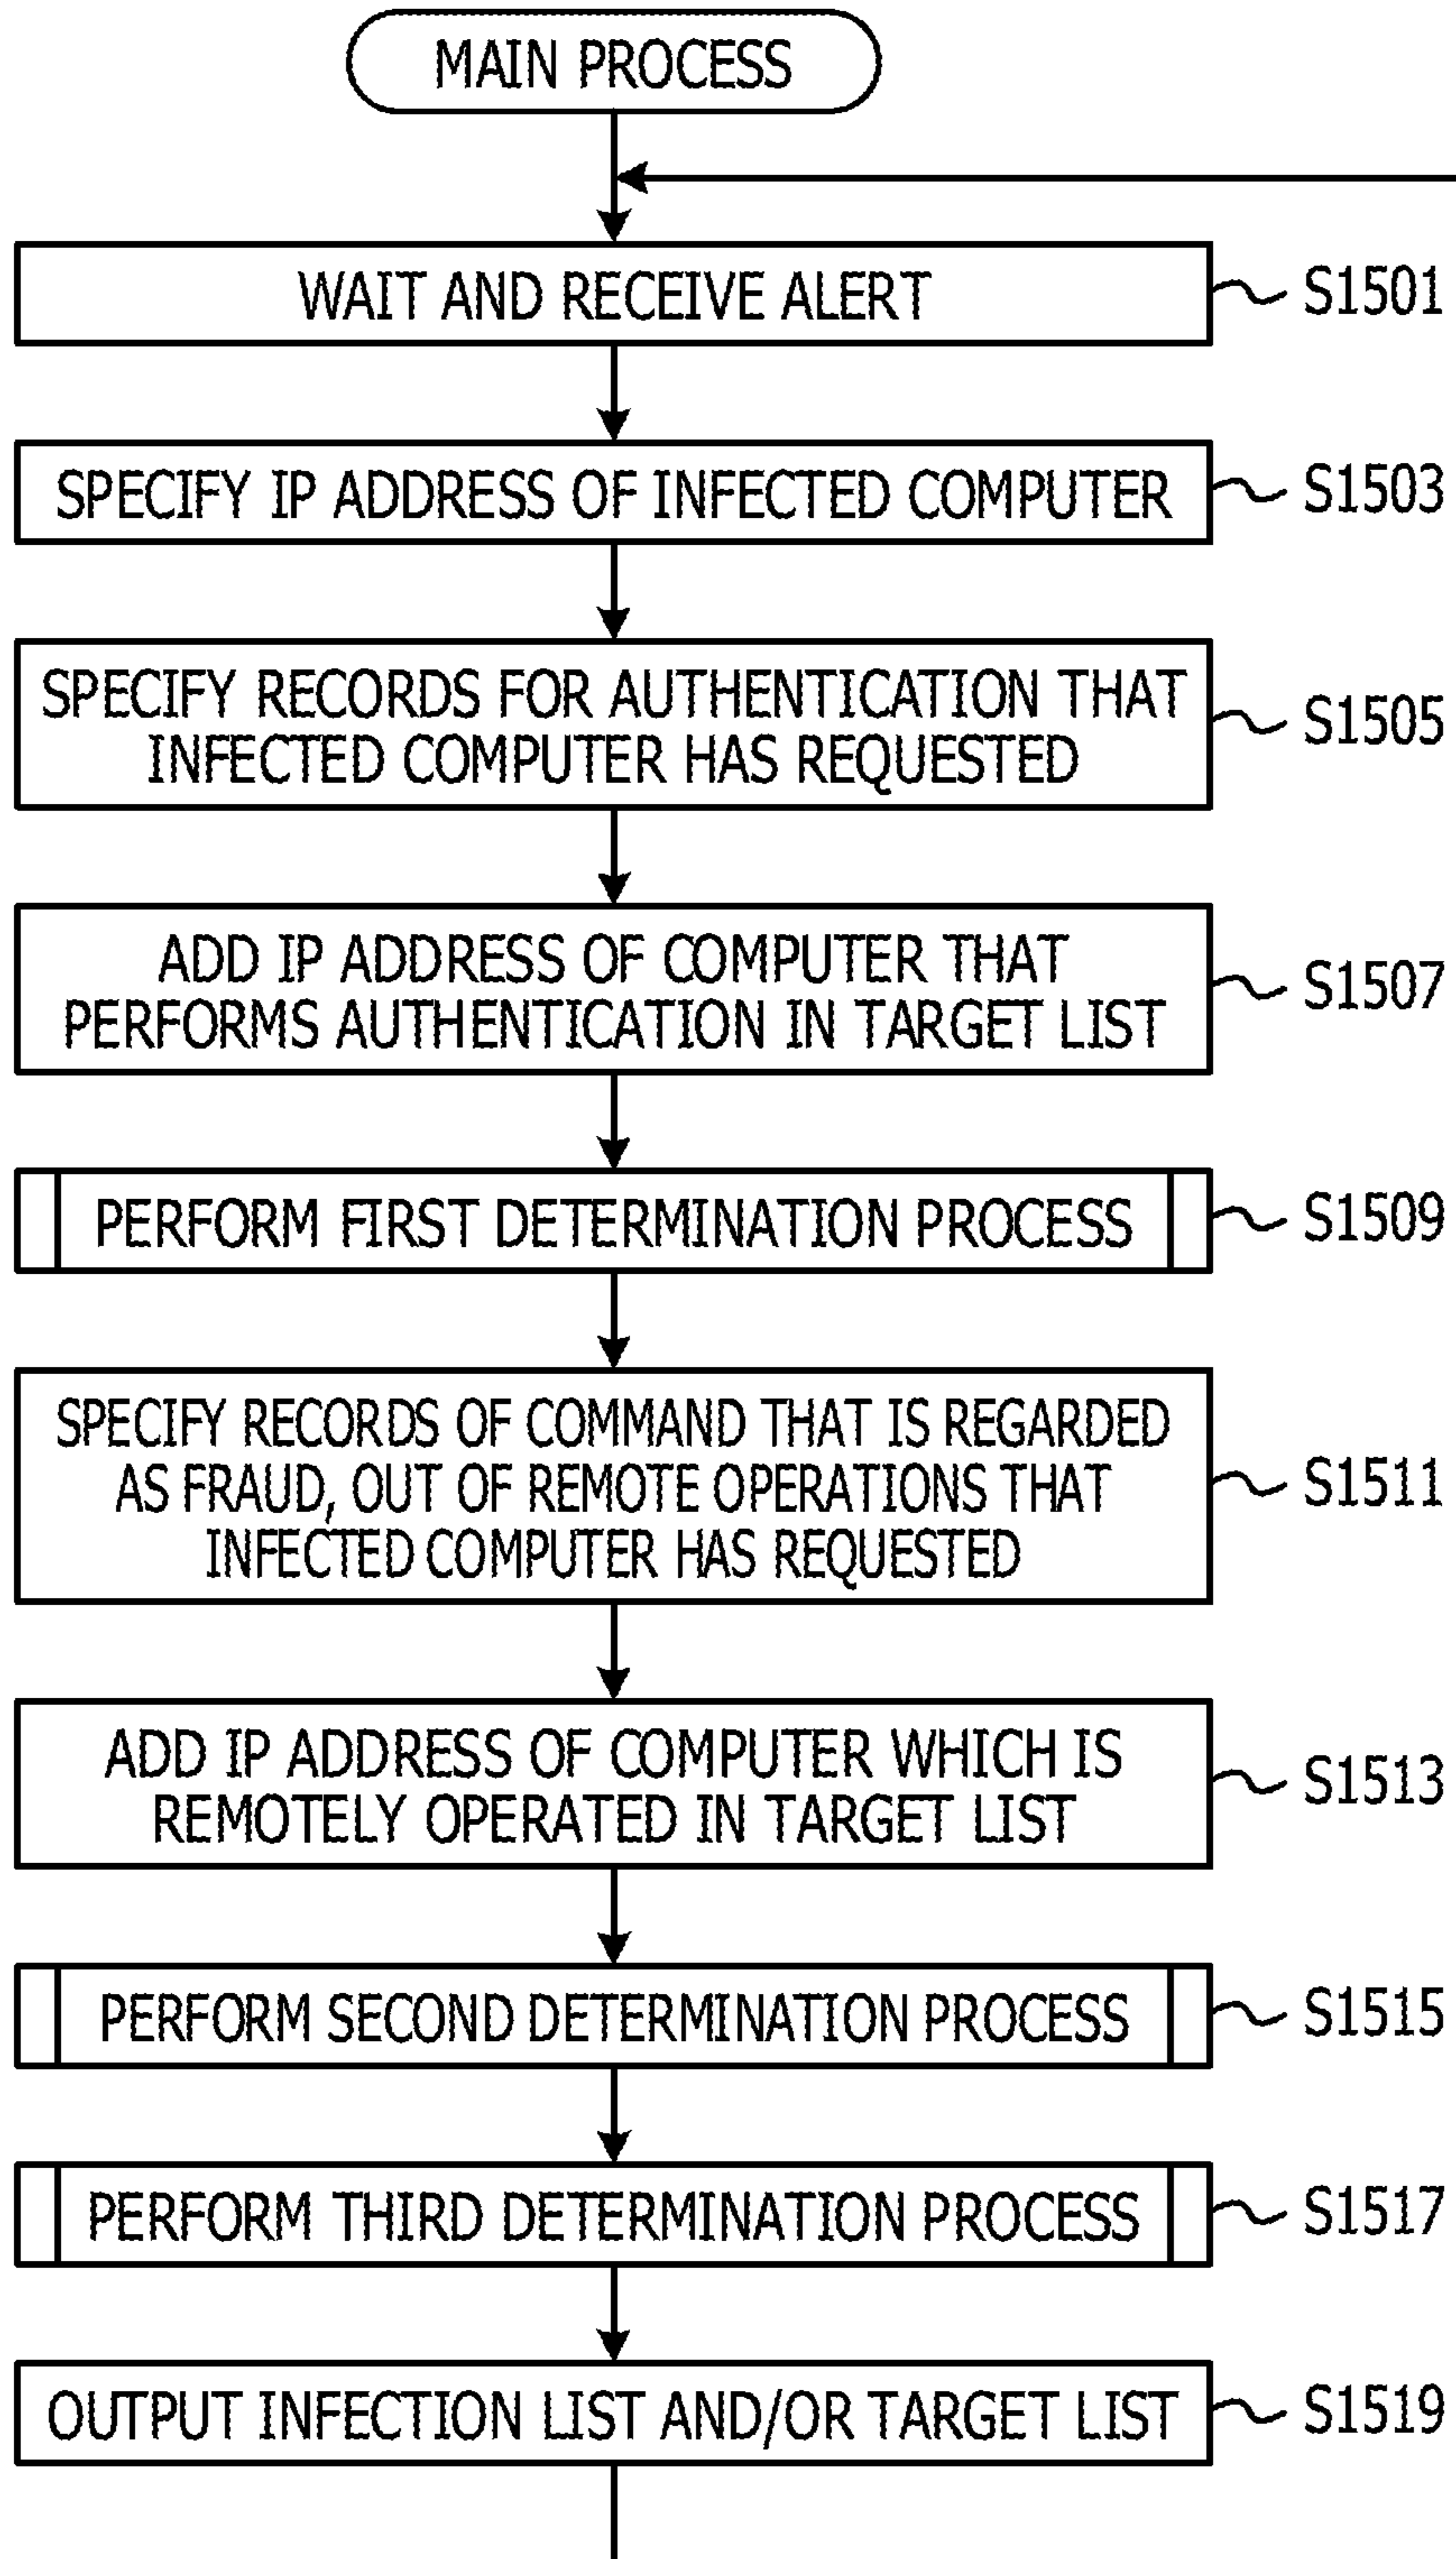 MAIN PROCESS
WAIT AND RECEIVE ALERT
S1501
SPECIFY IP ADDRESS OF INFECTED COMPUTER
S1503
SPECIFY RECORDS FOR AUTHENTICATION THAT
INFECTED COMPUTER HAS REQUESTED
S1505
ADD IP ADDRESS OF COMPUTER THAT
PERFORMS AUTHENTICATION IN TARGET LIST
S1507
PERFORM FIRST DETERMINATION PROCESS
S1509
SPECIFY RECORDS OF COMMAND THAT IS REGARDED
AS FRAUD, OUT OF REMOTE OPERATIONS THAT
INFECTED COMPUTER HAS REQUESTED
S1511
ADD IP ADDRESS OF COMPUTER WHICH IS
REMOTELY OPERATED IN TARGET LIST
S1513
PERFORM SECOND DETERMINATION PROCESS
S1515
PERFORM THIRD DETERMINATION PROCESS
S1517
OUTPUT INFECTION LIST AND/OR TARGET LIST
S1519